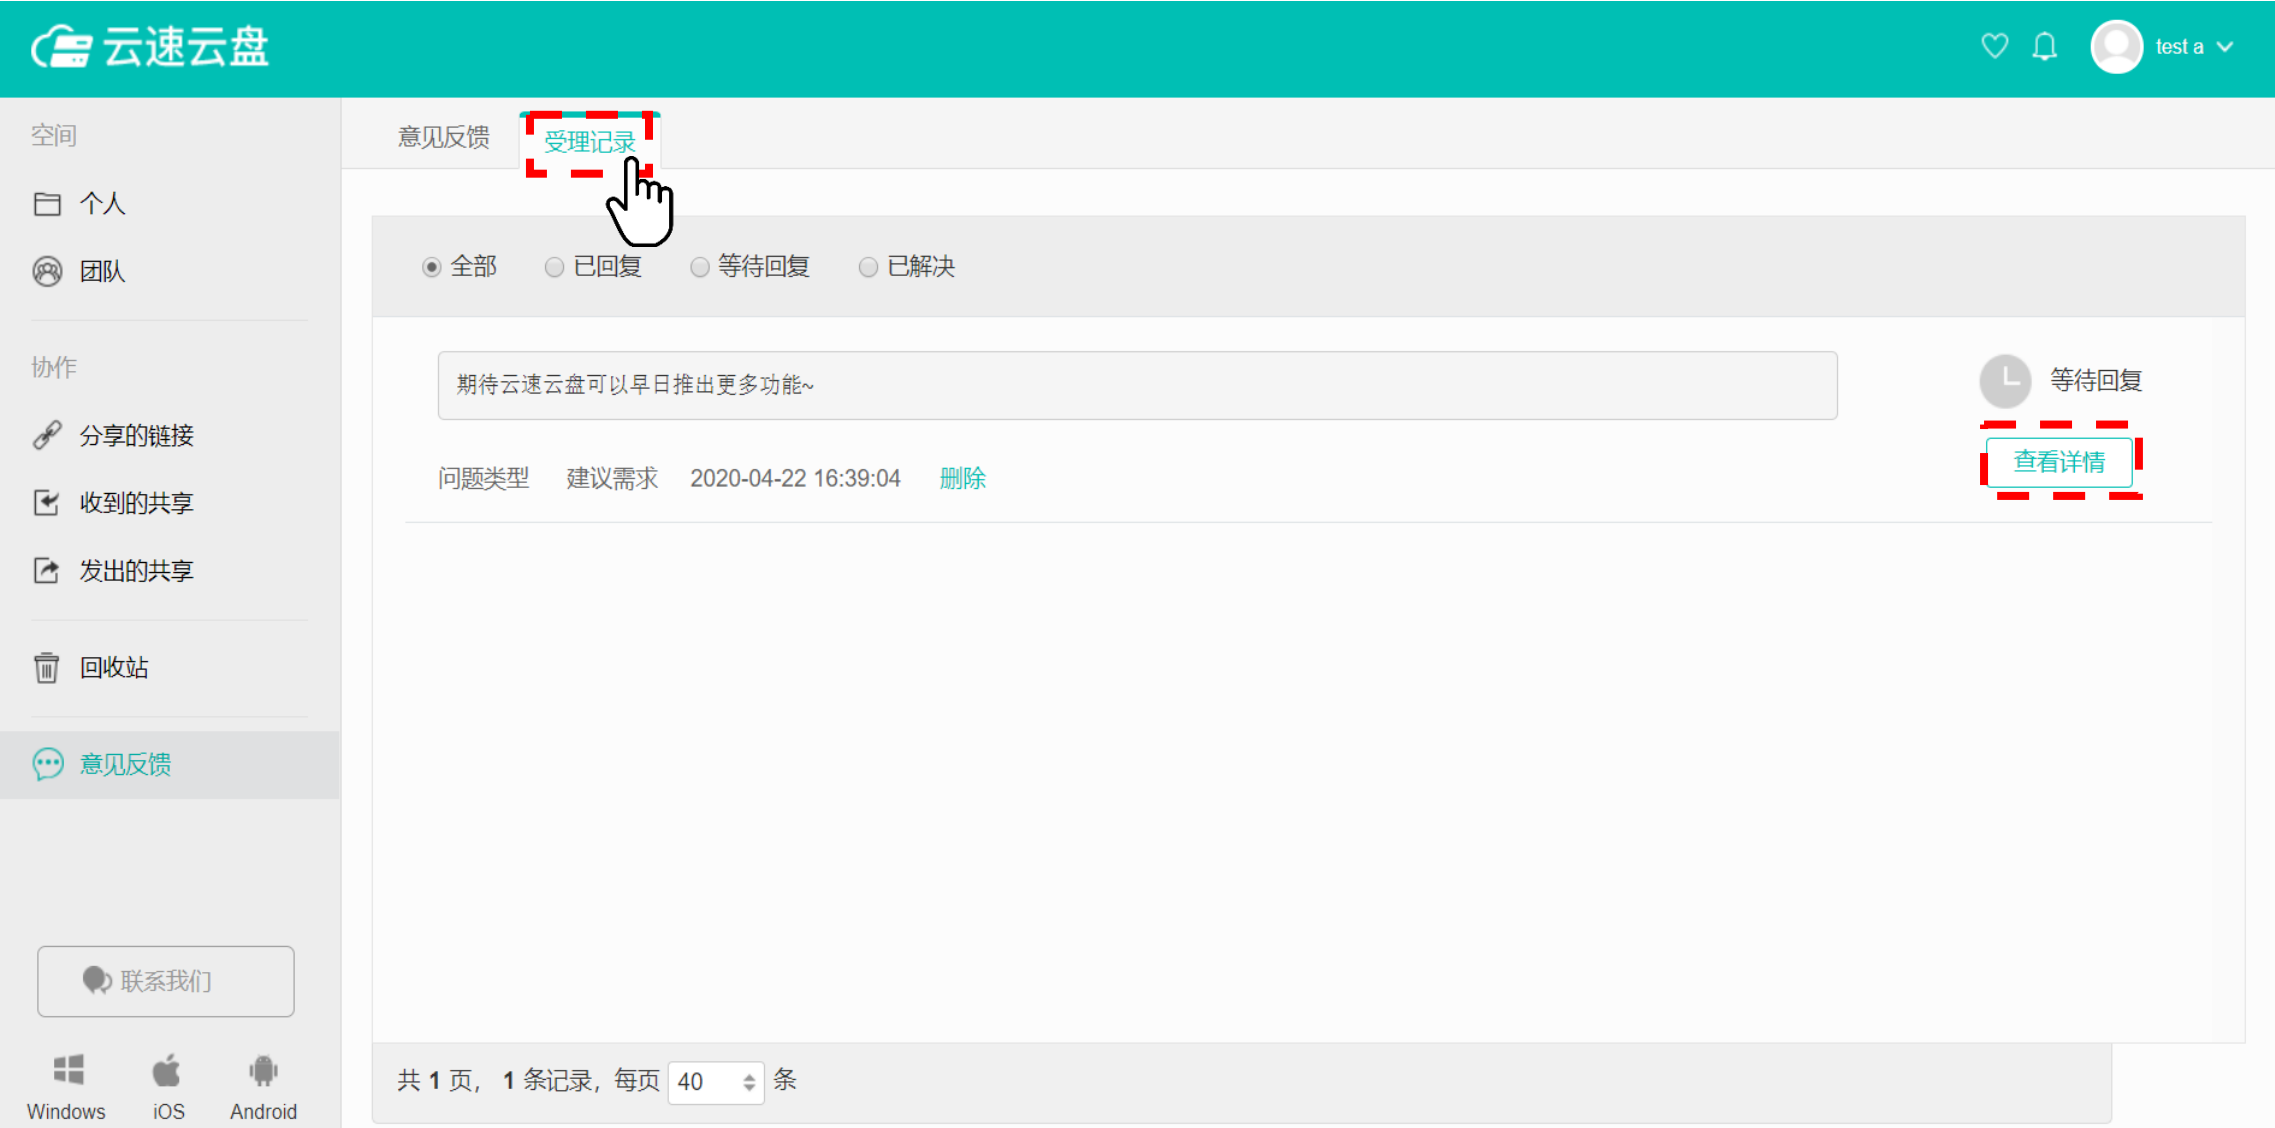 云速云盘
test a
空间
个人
团队
协作
分享的链接
收到的共享
发出的共享
回收站
意见反馈
联系我们
Windows iOS Android
意见反馈 受理记录
全部 已回复 等待回复 已解决
期待云速云盘可以早日推出更多功能~
等待回复
问题类型 建议需求 2020-04-22 16:39:04 删除
查看详情
共 1 页， 1 条记录，每页 40 条